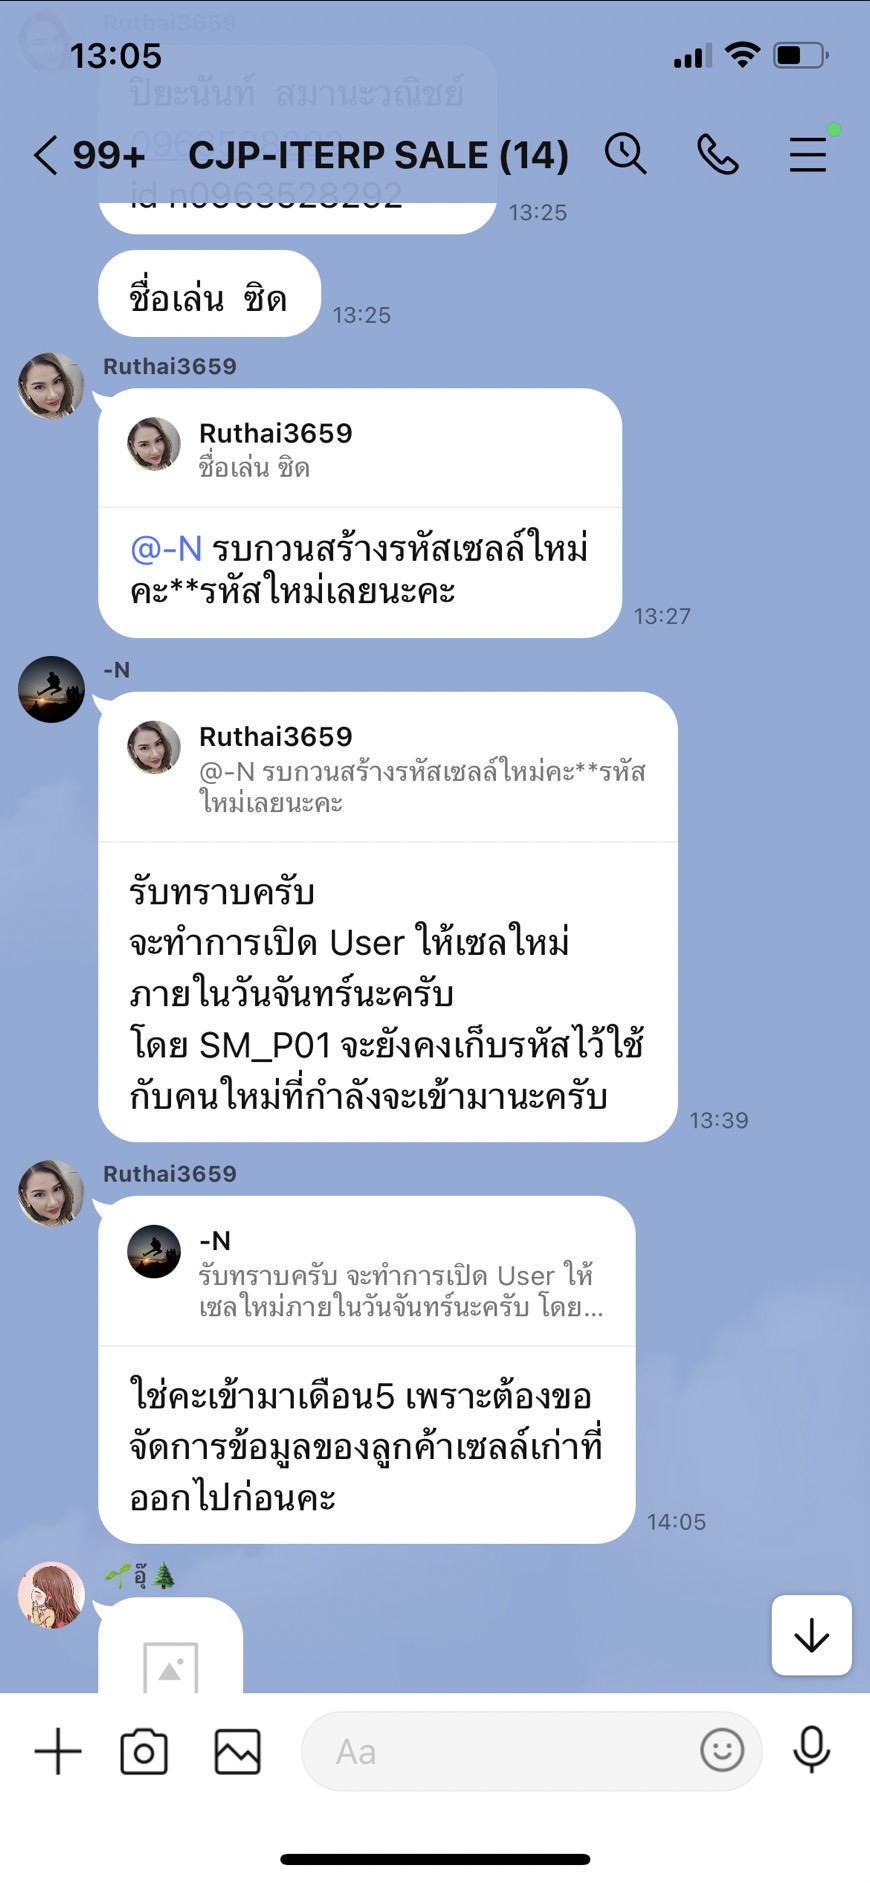 Ruthai3659
13:05
ปิยะนันท์ สมานะวณิชย์
0963528292
99+ CJP-ITERP SALE (14)
id n0963528292
13:25
ชื่อเล่น ซิด
13:25
Ruthai3659
Ruthai3659
ชื่อเล่น ซิด
@-N รบกวนสร้างรหัสเซลล์ใหม่
คะ**รหัสใหม่เลยนะคะ
13:27
-N
Ruthai3659
@-N รบกวนสร้างรหัสเซลล์ใหม่คะ**รหัส
ใหม่เลยนะคะ
รับทราบครับ
จะทำการเปิด User ให้เซลใหม่
ภายในวันจันทร์นะครับ
โดย SM_P01 จะยังคงเก็บรหัสไว้ใช้
กับคนใหม่ที่กำลังจะเข้ามานะครับ
13:39
Ruthai3659
-N
รับทราบครับ จะทำการเปิด User ให้
เซลใหม่ภายในวันจันทร์นะครับ โดย...
ใช่คะเข้ามาเดือน5 เพราะต้องขอ
จัดการข้อมูลของลูกค้าเซลล์เก่าที่
ออกไปก่อนคะ
14:05
🌱อุ๊🌲
Aa